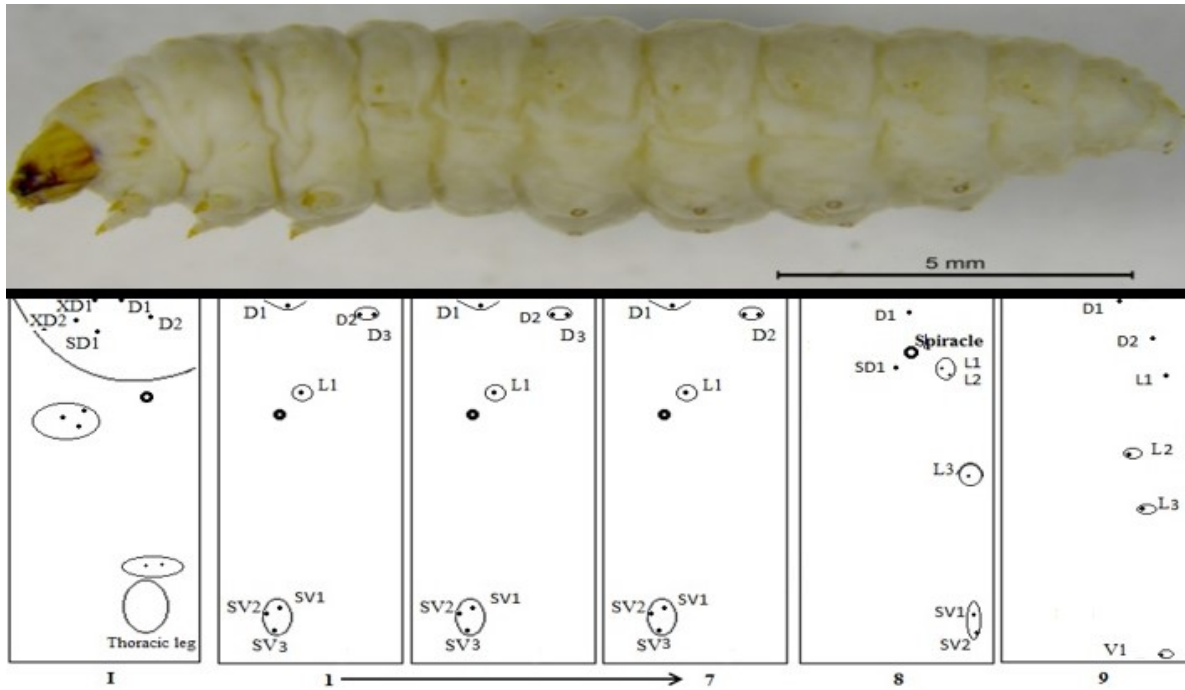 5 mm
XD1 D1
XD2 D2
SD1
Thoracic leg
D1 D2 D3
L1
SV2 SV1
SV3
D1 D2 D3
L1
SV2 SV1
SV3
D1 D2
L1
SV2 SV1
SV3
D1
Spiracle
SD1 L1
L2
L3
SV1
SV2
D1
D2
L1
L2
L3
V1
I 1 7 8 9